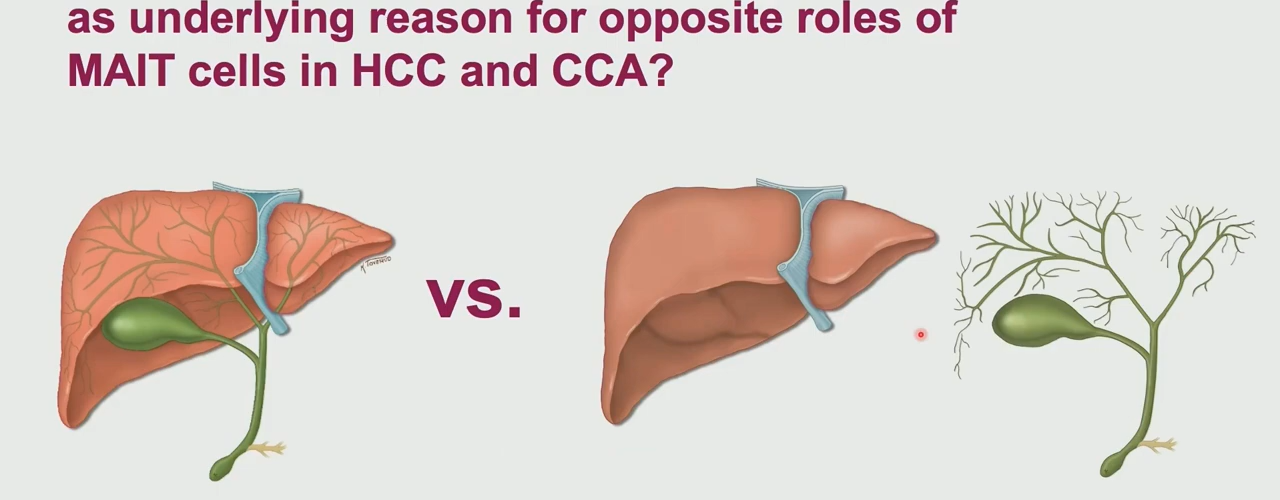 as underlying reason for opposite roles of
MAIT cells in HCC and CCA?
vs.